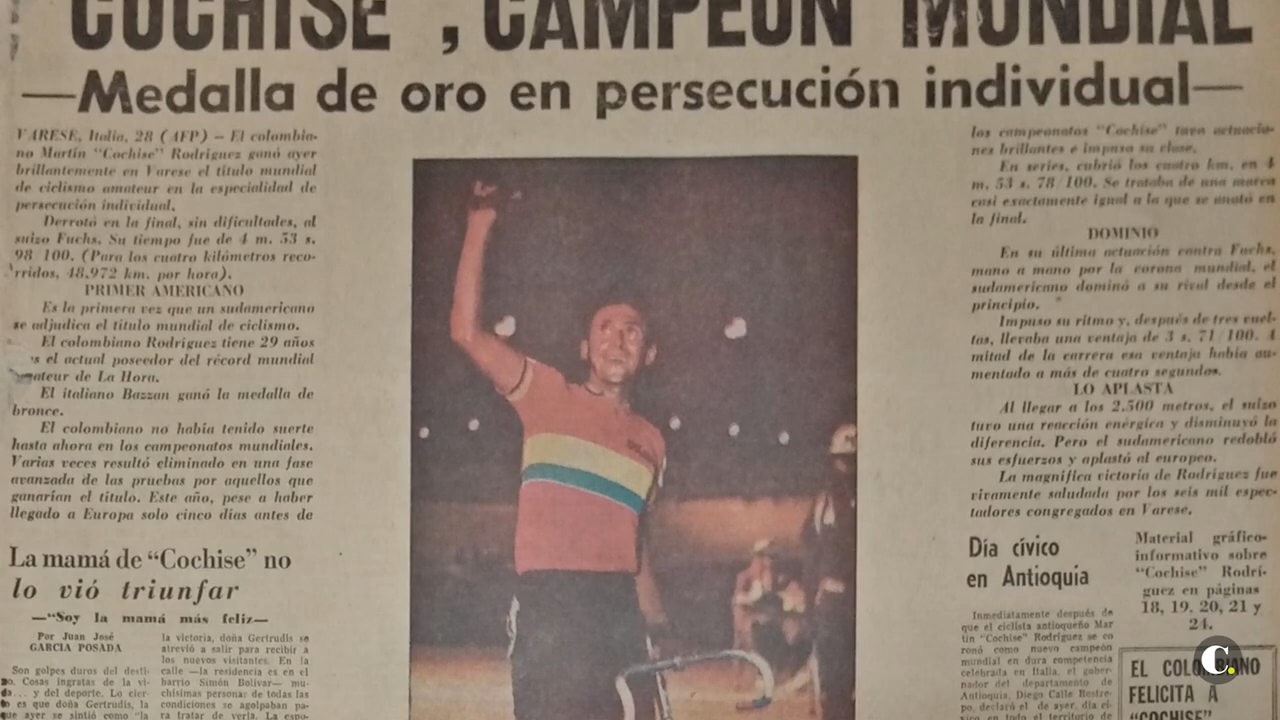 "COCHISE", CAMPEON MUNDIAL
—Medalla de oro en persecución individual—
VARESE, Italia, 28 (AFP) — El colombia-
no Martín "Cochise" Rodríguez ganó ayer
brillantemente en Varese el título mundial
de ciclismo amateur en la especialidad de
persecución individual.
Derrotó en la final, sin dificultades, al
suizo Fuchs. Su tiempo fue de 4 m. 53 s.
98 100. (Para los cuatro kilómetros reco-
rridos, 48.972 km. por hora).
PRIMER AMERICANO
Es la primera vez que un sudamericano
se adjudica el título mundial de ciclismo.
El colombiano Rodríguez tiene 29 años
es el actual poseedor del récord mundial
amateur de La Hora.
El italiano Bazzan ganó la medalla de
bronce.
El colombiano no había tenido suerte
hasta ahora en los campeonatos mundiales.
Varias veces resultó eliminado en una fase
avanzada de las pruebas por aquellos que
ganarían el título. Este año, pese a haber
llegado a Europa solo cinco días antes de
los campeonatos "Cochise" tuvo actuacio-
nes brillantes e impuso su clase.
En series, cubrió los cuatro km. en 4
m. 53 s. 78/100. Se trataba de una marca
casi exactamente igual a la que se anotó en
la final.
DOMINIO
En su última actuación contra Fuchs,
mano a mano por la corona mundial, el
sudamericano dominó a su rival desde el
principio.
Impuso su ritmo y, después de tres vuel-
tas, llevaba una ventaja de 3 s. 71/100. A
mitad de la carrera esa ventaja había au-
mentado a más de cuatro segundos.
LO APLASTA
Al llegar a los 2.500 metros, el suizo
tuvo una reacción enérgica y disminuyó la
diferencia. Pero el sudamericano redobló
sus esfuerzos y aplastó al europeo.
La magnífica victoria de Rodríguez fue
vivamente saludada por los seis mil espec-
tadores congregados en Varese.
La mamá de "Cochise" no
lo vió triunfar
—"Soy la mamá más feliz—
Por Juan José
GARCIA POSADA
Son golpes duros del desti-
no. Cosas ingratas de la vi-
da... y del deporte. Lo cier-
to es que doña Gertrudis, la
que ayer se sintió como "la
la victoria, doña Gertrudis se
atrevió a salir para recibir a
los nuevos visitantes. En la
calle —la residencia es en el
barrio Simón Bolívar— mu-
chísimas personas de todas las
condiciones se agolpaban pa-
ra tratar de verla. La espo-
Día cívico
en Antioquia
Inmediatamente después de
que el ciclista antioqueño Mar
tín "Cochise" Rodríguez se co
ronó como nuevo campeón
mundial en dura competencia
celebrada en Italia, el gober-
nador del departamento de
Antioquia, Diego Calle Restre-
po, declaró el de ayer, día cí-
vico en todo el territorio de
Material gráfico-
informativo sobre
"Cochise" Rodrí-
guez en páginas
18, 19, 20, 21 y
24.
EL COLOMBIANO
FELICITA A
"COCHISE"
C.